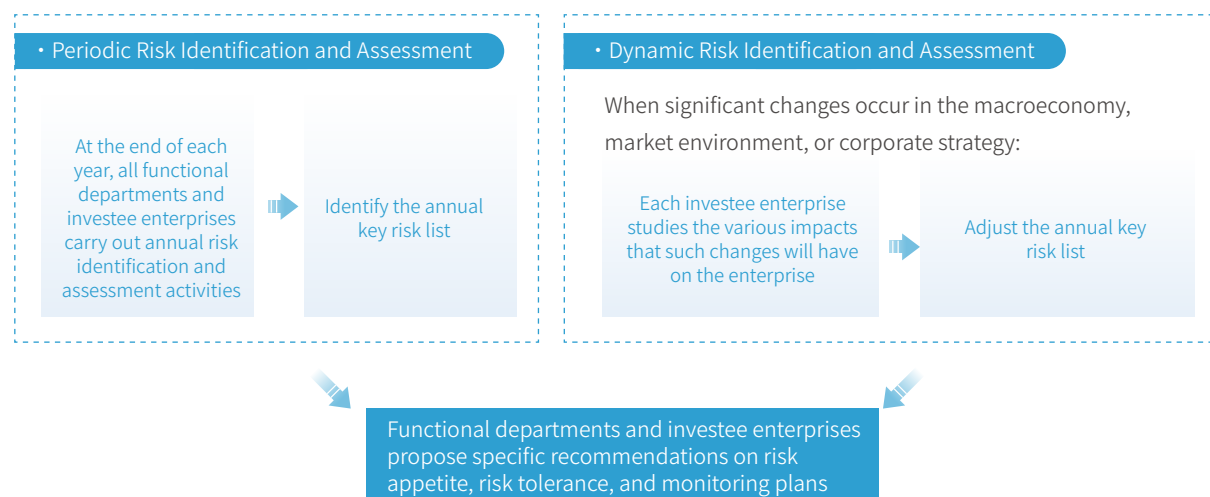 • Periodic Risk Identification and Assessment
At the end of each
year, all functional
departments and
investee enterprises
carry out annual risk
identification and
assessment activities
Identify the annual
key risk list
• Dynamic Risk Identification and Assessment
When significant changes occur in the macroeconomy,
market environment, or corporate strategy:
Each investee enterprise
studies the various impacts
that such changes will have
on the enterprise
Adjust the annual key
risk list
Functional departments and investee enterprises
propose specific recommendations on risk
appetite, risk tolerance, and monitoring plans